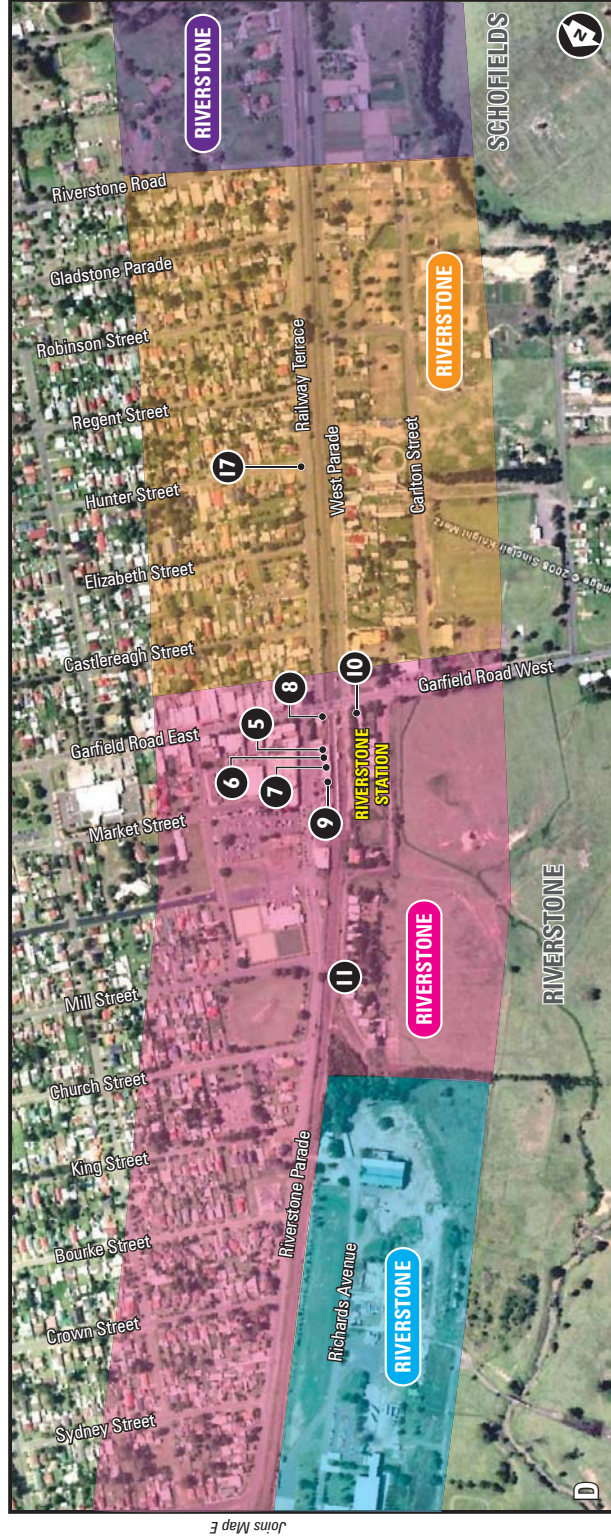 Joins Map E
Sydney Street
Crown Street
Bourke Street
King Street
Church Street
Mill Street
Market Street
Garfield Road East
Castlereagh Street
Elizabeth Street
Hunter Street
Regent Street
Robinson Street
Gladstone Parade
Riverstone Road
RIVERSTONE
17
5
6
7
8
9
10
11
Railway Terrace
West Parade
Carlton Street
Riverstone Parade
Richards Avenue
RIVERSTONE
STATION
Garfield Road West
RIVERSTONE
RIVERSTONE
RIVERSTONE
RIVERSTONE
SCHOFIELDS
mage © 2005 Sinclair Knight Merz
N
D